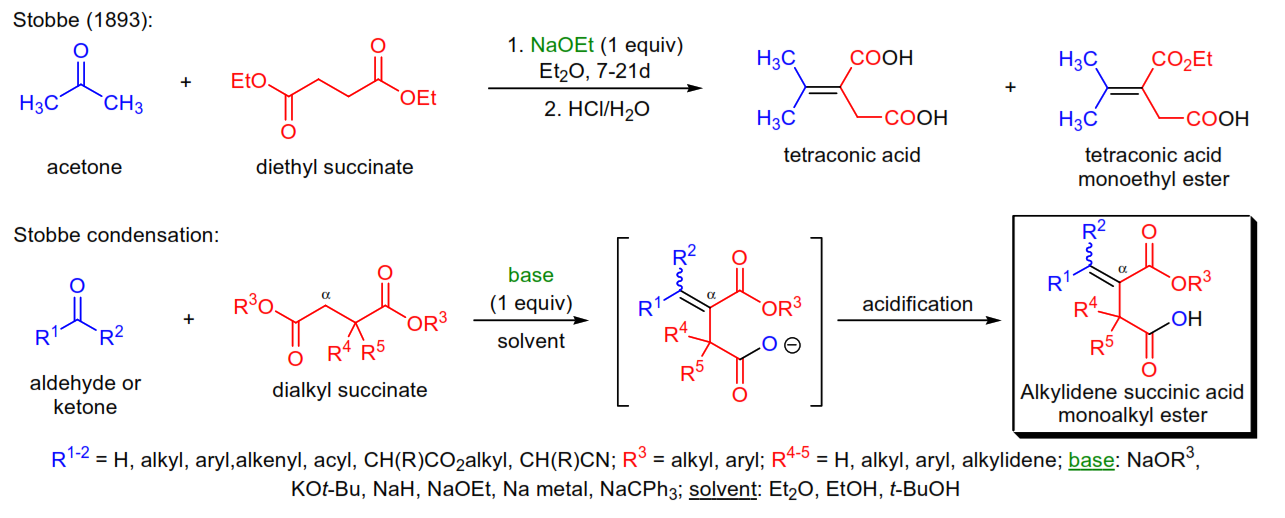 Stobbe (1893):
O
H₃C CH₃
acetone
+
EtO
O
O
OEt
diethyl succinate
1. NaOEt (1 equiv)
Et₂O, 7-21d
2. HCl/H₂O
H₃C
H₃C
COOH
COOH
tetraconic acid
+
H₃C
H₃C
CO₂Et
COOH
tetraconic acid
monoethyl ester
Stobbe condensation:
O
R¹ R²
aldehyde or
ketone
+
R³O
O
α
O
OR³
R⁴ R⁵
dialkyl succinate
base
(1 equiv)
solvent
R²
R¹
α
O
OR³
R⁴
R⁵
O ⊖
O
acidification
R²
R¹
α
O
OR³
R⁴
R⁵
OH
O
Alkylidene succinic acid
monoalkyl ester
R¹⁻² = H, alkyl, aryl,alkenyl, acyl, CH(R)CO₂alkyl, CH(R)CN; R³ = alkyl, aryl; R⁴⁻⁵ = H, alkyl, aryl, alkylidene; base: NaOR³,
KOt-Bu, NaH, NaOEt, Na metal, NaCPh₃; solvent: Et₂O, EtOH, t-BuOH